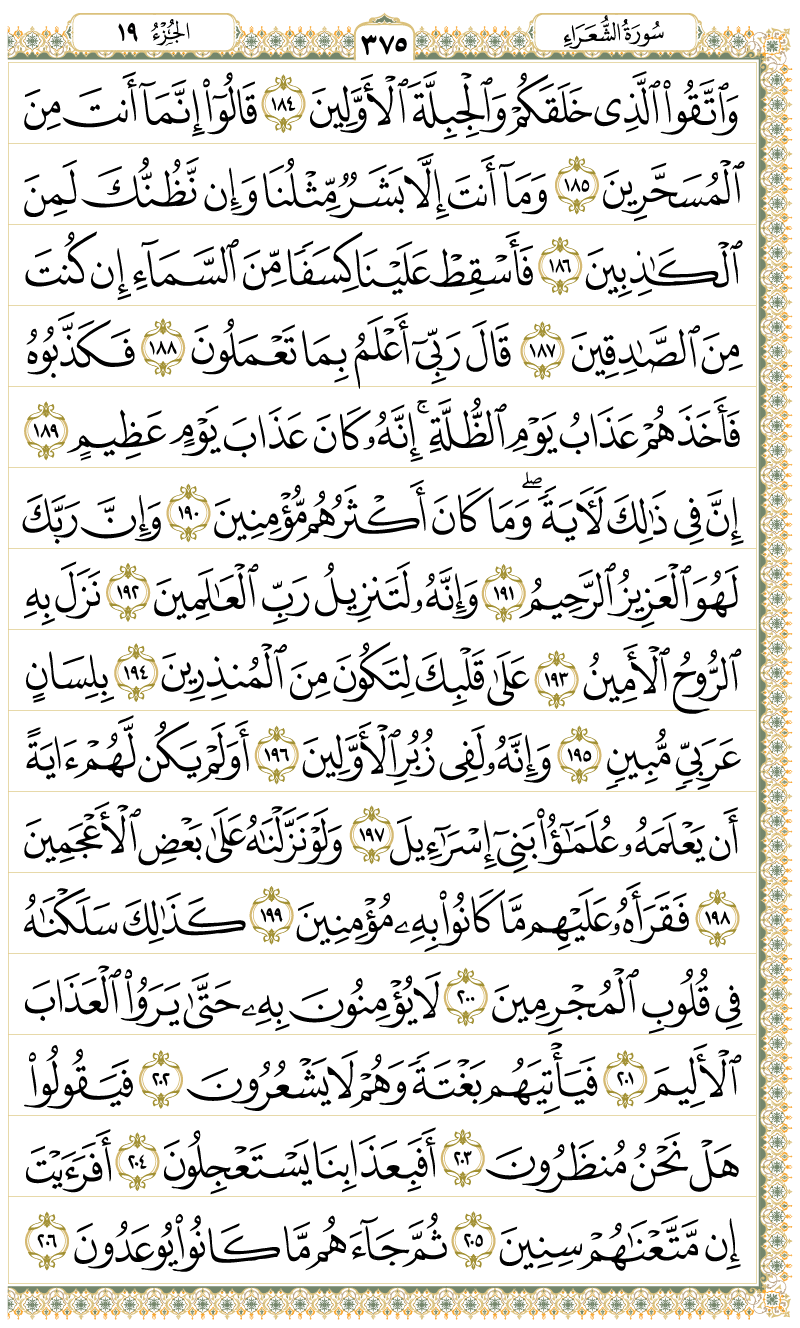 سُورَةُ الشُّعَرَاءِ
٣٧٥
الجُزْءُ ١٩
وَٱتَّقُوا۟ ٱلَّذِى خَلَقَكُمْ وَٱلْجِبِلَّةَ ٱلْأَوَّلِينَ ١٨٤ قَالُوٓا۟ إِنَّمَآ أَنتَ مِنَ
ٱلْمُسَحَّرِينَ ١٨٥ وَمَآ أَنتَ إِلَّا بَشَرٌ مِّثْلُنَا وَإِن نَّظُنُّكَ لَمِنَ
ٱلْكَـٰذِبِينَ ١٨٦ فَأَسْقِطْ عَلَيْنَا كِسَفًا مِّنَ ٱلسَّمَآءِ إِن كُنتَ
مِنَ ٱلصَّـٰدِقِينَ ١٨٧ قَالَ رَبِّىٓ أَعْلَمُ بِمَا تَعْمَلُونَ ١٨٨ فَكَذَّبُوهُ
فَأَخَذَهُمْ عَذَابُ يَوْمِ ٱلظُّلَّةِ ۚ إِنَّهُۥ كَانَ عَذَابَ يَوْمٍ عَظِيمٍ ١٨٩
إِنَّ فِى ذَٰلِكَ لَـَٔايَةً ۖ وَمَا كَانَ أَكْثَرُهُم مُّؤْمِنِينَ ١٩٠ وَإِنَّ رَبَّكَ
لَهُوَ ٱلْعَزِيزُ ٱلرَّحِيمُ ١٩١ وَإِنَّهُۥ لَتَنزِيلُ رَبِّ ٱلْعَـٰلَمِينَ ١٩٢ نَزَلَ بِهِ
ٱلرُّوحُ ٱلْأَمِينُ ١٩٣ عَلَىٰ قَلْبِكَ لِتَكُونَ مِنَ ٱلْمُنذِرِينَ ١٩٤ بِلِسَانٍ
عَرَبِىٍّ مُّبِينٍ ١٩٥ وَإِنَّهُۥ لَفِى زُبُرِ ٱلْأَوَّلِينَ ١٩٦ أَوَلَمْ يَكُن لَّهُمْ ءَايَةً
أَن يَعْلَمَهُۥ عُلَمَـٰٓؤُا۟ بَنِىٓ إِسْرَٰٓءِيلَ ١٩٧ وَلَوْ نَزَّلْنَـٰهُ عَلَىٰ بَعْضِ ٱلْأَعْجَمِينَ
١٩٨ فَقَرَأَهُۥ عَلَيْهِم مَّا كَانُوا۟ بِهِۦ مُؤْمِنِينَ ١٩٩ كَذَٰلِكَ سَلَكْنَـٰهُ
فِى قُلُوبِ ٱلْمُجْرِمِينَ ٢٠٠ لَا يُؤْمِنُونَ بِهِۦ حَتَّىٰ يَرَوُا۟ ٱلْعَذَابَ
ٱلْأَلِيمَ ٢٠١ فَيَأْتِيَهُم بَغْتَةً وَهُمْ لَا يَشْعُرُونَ ٢٠٢ فَيَقُولُوا۟
هَلْ نَحْنُ مُنظَرُونَ ٢٠٣ أَفَبِعَذَابِنَا يَسْتَعْجِلُونَ ٢٠٤ أَفَرَءَيْتَ
إِن مَّتَّعْنَـٰهُمْ سِنِينَ ٢٠٥ ثُمَّ جَآءَهُم مَّا كَانُوا۟ يُوعَدُونَ ٢٠٦